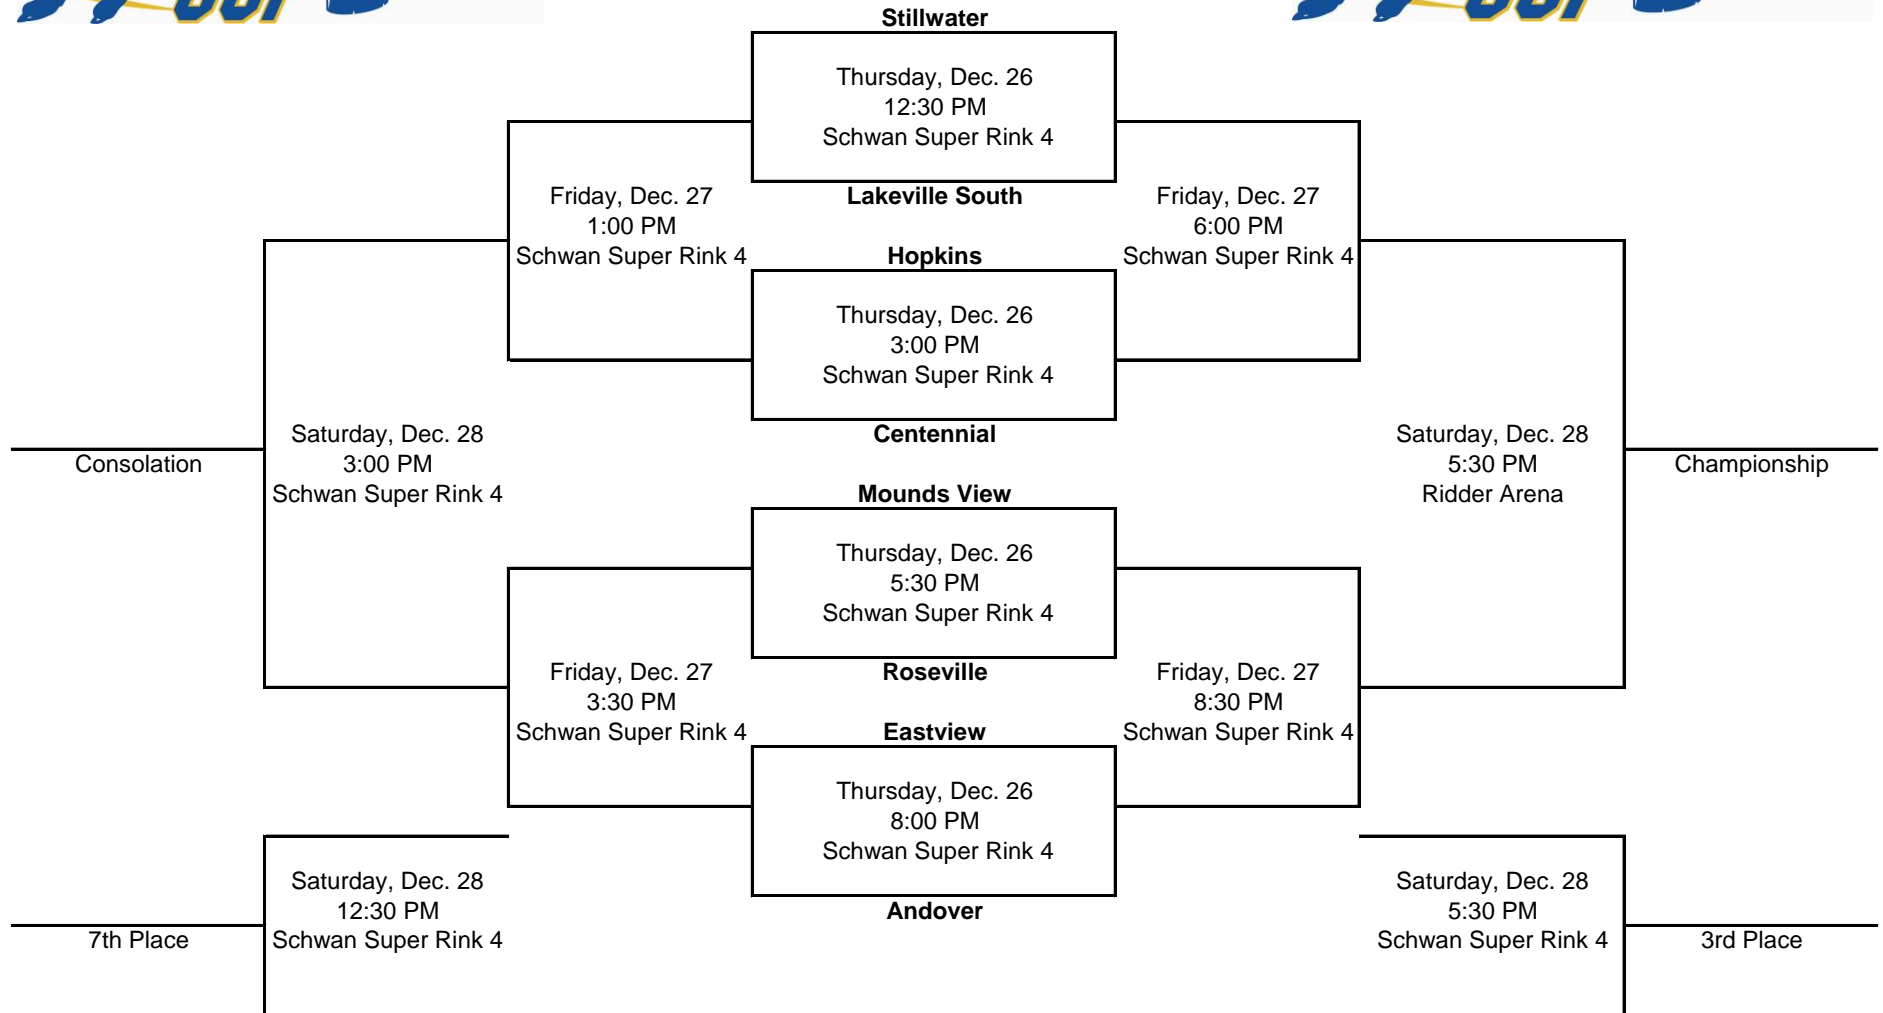 Stillwater
Thursday, Dec. 26
12:30 PM
Schwan Super Rink 4
Lakeville South
Friday, Dec. 27
1:00 PM
Schwan Super Rink 4
Friday, Dec. 27
6:00 PM
Schwan Super Rink 4
Hopkins
Thursday, Dec. 26
3:00 PM
Schwan Super Rink 4
Centennial
Consolation
Saturday, Dec. 28
3:00 PM
Schwan Super Rink 4
Saturday, Dec. 28
5:30 PM
Ridder Arena
Championship
Mounds View
Thursday, Dec. 26
5:30 PM
Schwan Super Rink 4
Roseville
Friday, Dec. 27
3:30 PM
Schwan Super Rink 4
Friday, Dec. 27
8:30 PM
Schwan Super Rink 4
Eastview
Thursday, Dec. 26
8:00 PM
Schwan Super Rink 4
Andover
7th Place
Saturday, Dec. 28
12:30 PM
Schwan Super Rink 4
Saturday, Dec. 28
5:30 PM
Schwan Super Rink 4
3rd Place